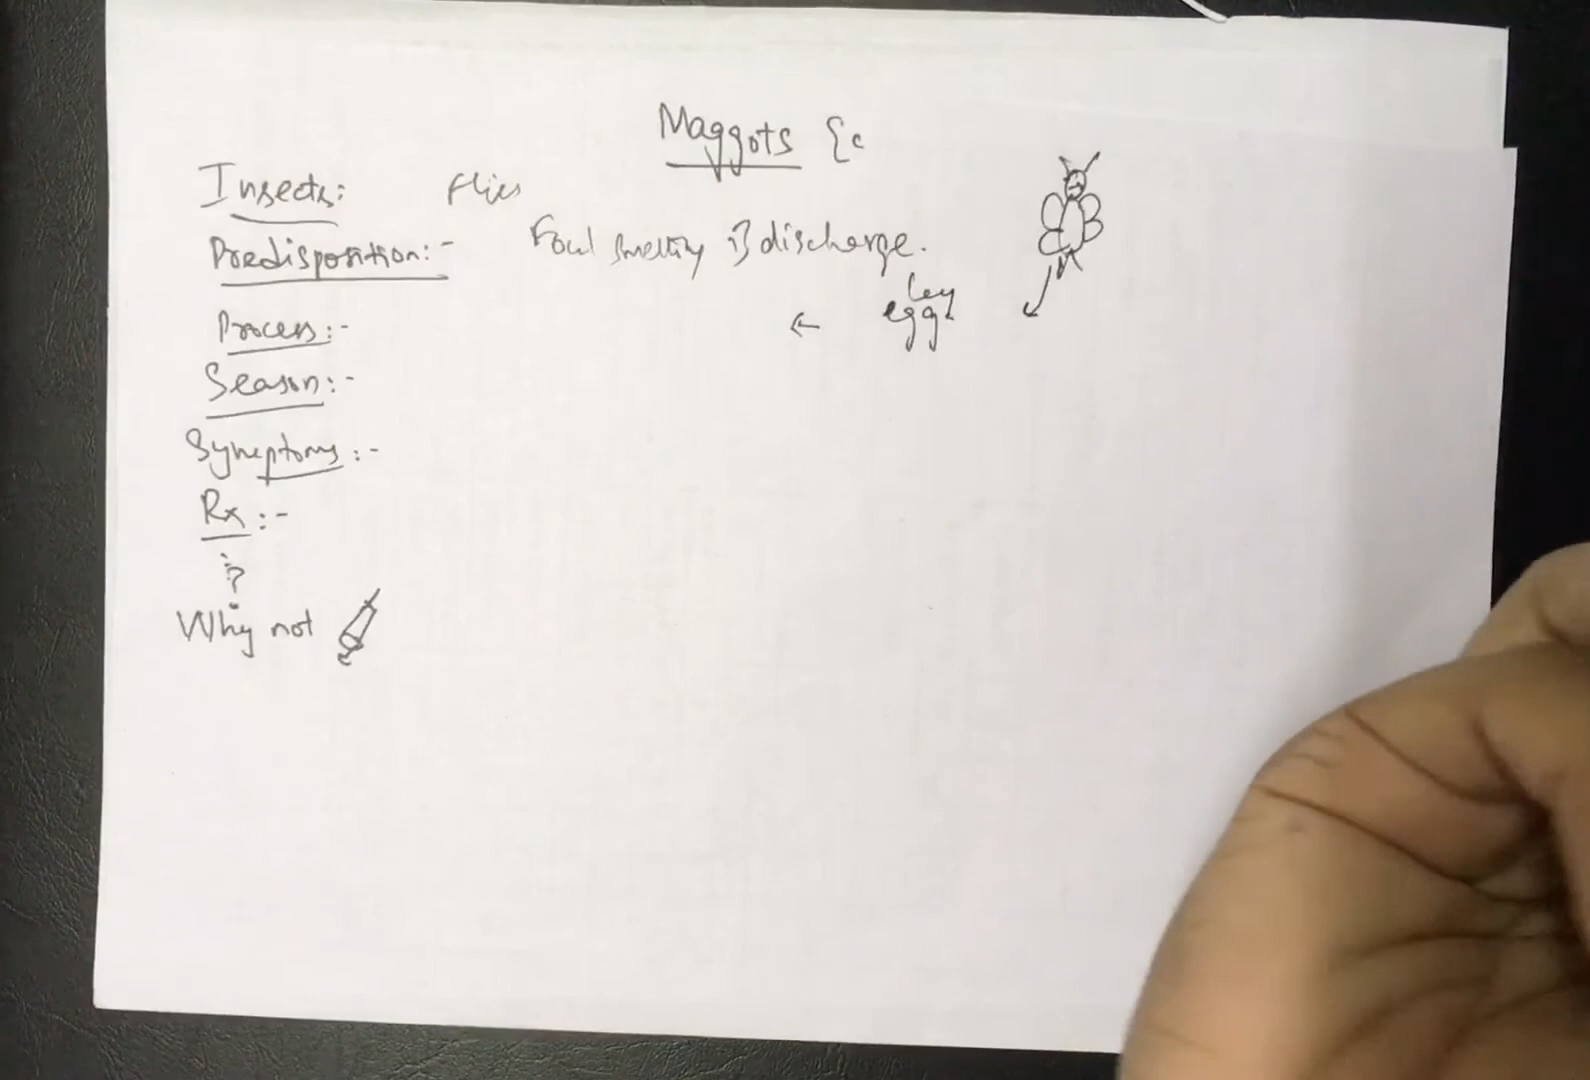 Maggots {c
Insects: flies
Predisposition:- Foul smelling discharge.
Process:- ← lay eggs
Season:-
Symptoms:-
Rx:-
?
Why not